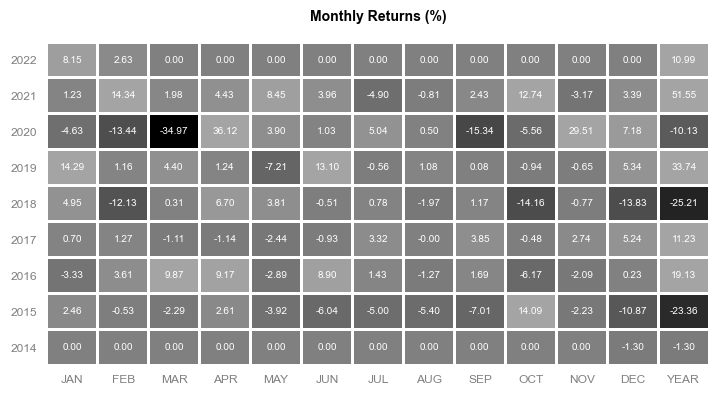 Monthly Returns (%)
2022 8.15 2.63 0.00 0.00 0.00 0.00 0.00 0.00 0.00 0.00 0.00 0.00 10.99
2021 1.23 14.34 1.98 4.43 8.45 3.96 -4.90 -0.81 2.43 12.74 -3.17 3.39 51.55
2020 -4.63 -13.44 -34.97 36.12 3.90 1.03 5.04 0.50 -15.34 -5.56 29.51 7.18 -10.13
2019 14.29 1.16 4.40 1.24 -7.21 13.10 -0.56 1.08 0.08 -0.94 -0.65 5.34 33.74
2018 4.95 -12.13 0.31 6.70 3.81 -0.51 0.78 -1.97 1.17 -14.16 -0.77 -13.83 -25.21
2017 0.70 1.27 -1.11 -1.14 -2.44 -0.93 3.32 -0.00 3.85 -0.48 2.74 5.24 11.23
2016 -3.33 3.61 9.87 9.17 -2.89 8.90 1.43 -1.27 1.69 -6.17 -2.09 0.23 19.13
2015 2.46 -0.53 -2.29 2.61 -3.92 -6.04 -5.00 -5.40 -7.01 14.09 -2.23 -10.87 -23.36
2014 0.00 0.00 0.00 0.00 0.00 0.00 0.00 0.00 0.00 0.00 0.00 -1.30 -1.30
JAN FEB MAR APR MAY JUN JUL AUG SEP OCT NOV DEC YEAR